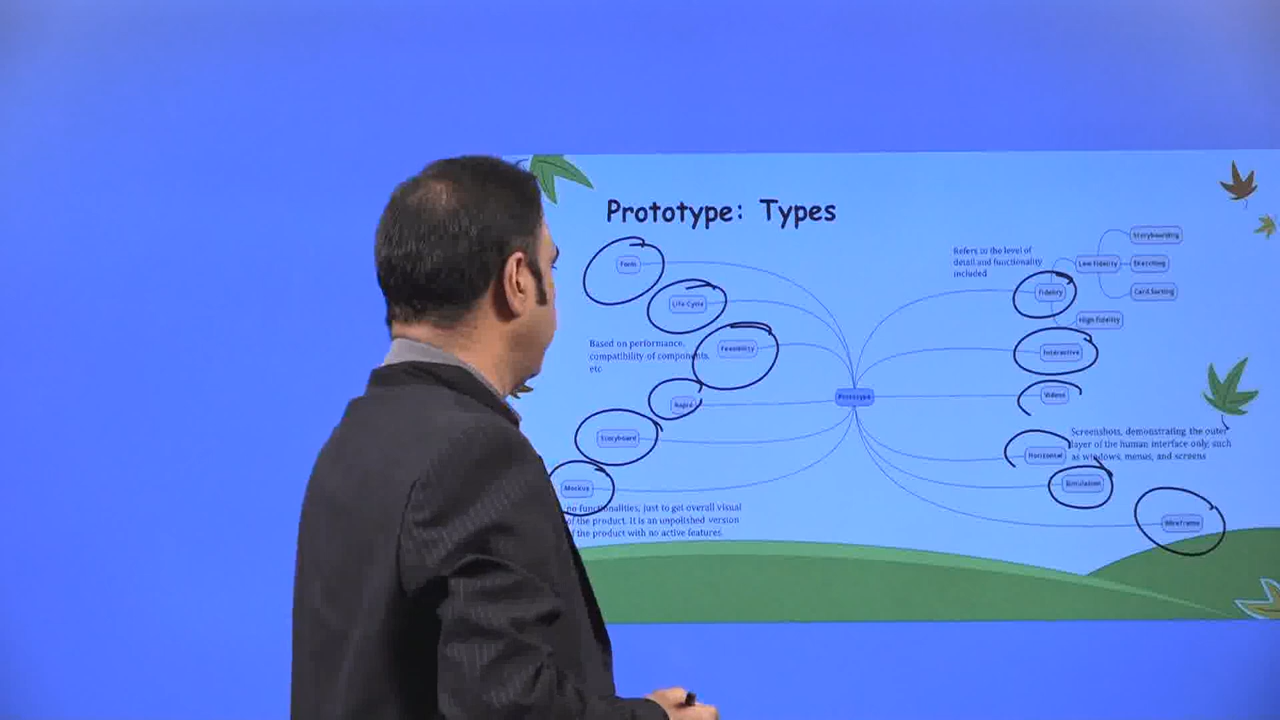 Prototype: Types
Form
Life Cycle
Feasibility
Based on performance,
compatibility of components,
etc
Rapid
Storyboard
Mockup
no functionalities, just to get overall visual
of the product. It is an unpolished version
of the product with no active features.
Prototype
Refers to the level of
detail and functionality
included
Fidelity
Low Fidelity
Storyboarding
Sketching
Card Sorting
High Fidelity
Interactive
Videos
Horizontal
Screenshots, demonstrating the outer
layer of the human interface only, such
as windows, menus, and screens
Simulation
Wireframe